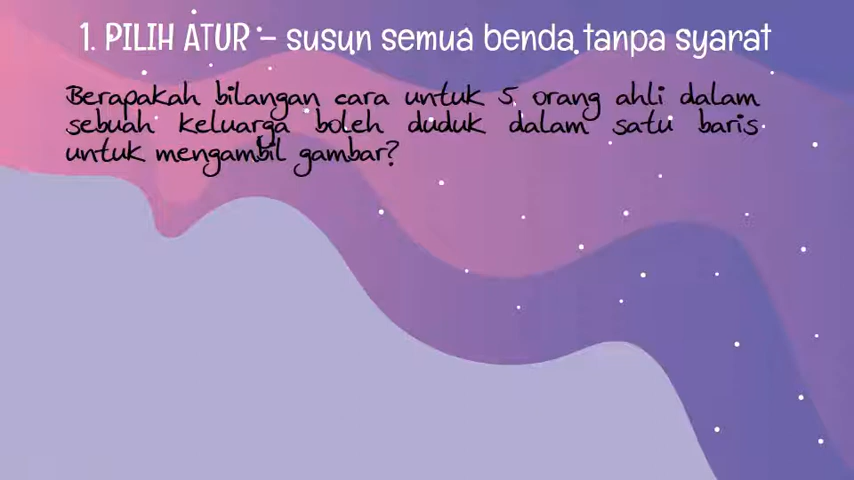 1. PILIH ATUR – susun semua benda tanpa syarat
Berapakah bilangan cara untuk 5 orang ahli dalam
sebuah keluarga boleh duduk dalam satu baris
untuk mengambil gambar?